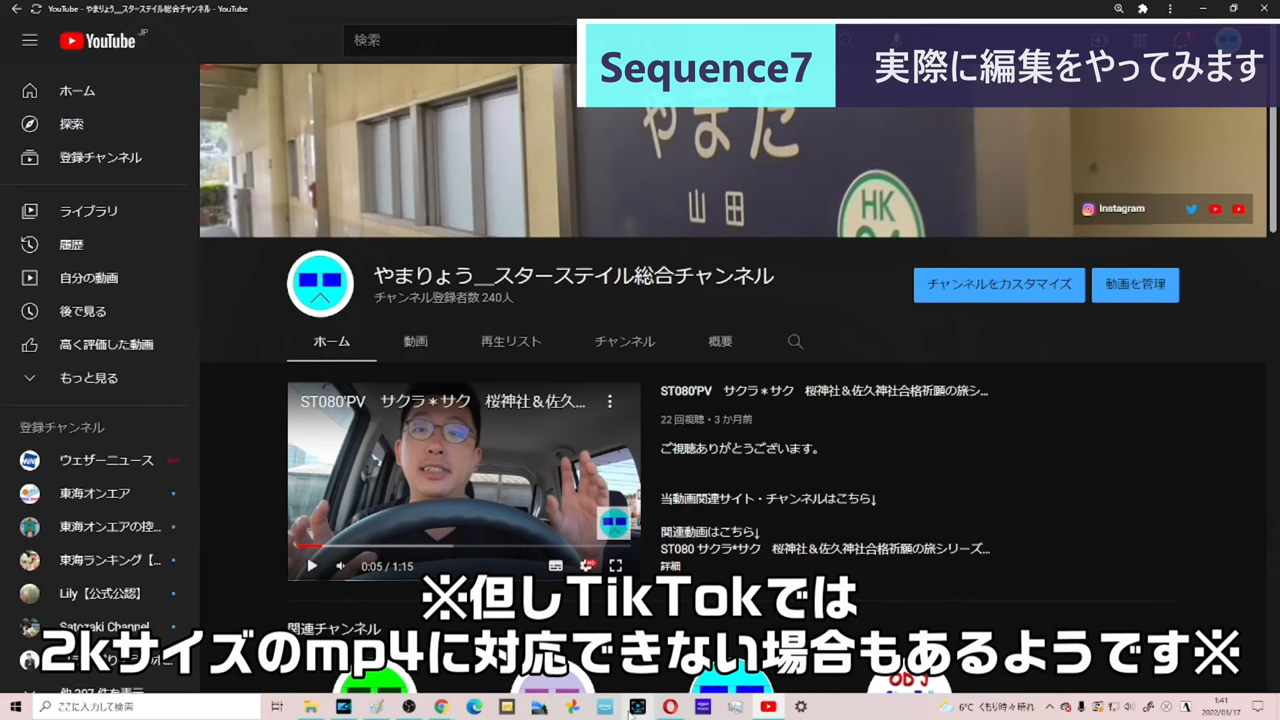 YouTube - やまりょう__スターステイル総合チャンネル - YouTube
YouTube JP
検索
Sequence7
実際に編集をやってみます
ホーム
探索
登録チャンネル
ライブラリ
履歴
自分の動画
後で見る
高く評価した動画
もっと見る
登録チャンネル
ウェザーニュース
東海オンエア
東海オンエアの控...
東海ランキング【...
Lily【公式公認】
Satozaki Channel
やまだ
山田
HK
Instagram
やまりょう__スターステイル総合チャンネル
チャンネル登録者数 240人
チャンネルをカスタマイズ
動画を管理
ホーム
動画
再生リスト
チャンネル
概要
ST080'PV サクラ＊サク 桜神社＆佐久...
0:05 / 1:15
ST080'PV サクラ＊サク 桜神社＆佐久神社合格祈願の旅シ...
22 回視聴・3 か月前
ご視聴ありがとうございます。
当動画関連サイト・チャンネルはこちら↓
関連動画はこちら↓
ST080 サクラ*サク 桜神社＆佐久神社合格祈願の旅シリーズ...
詳細
関連チャンネル
※但しTikTokでは
2kサイズのmp4に対応できない場合もあるようです※
ここに入力して検索
6℃ くもり時々晴れ
1:41
2022/01/17